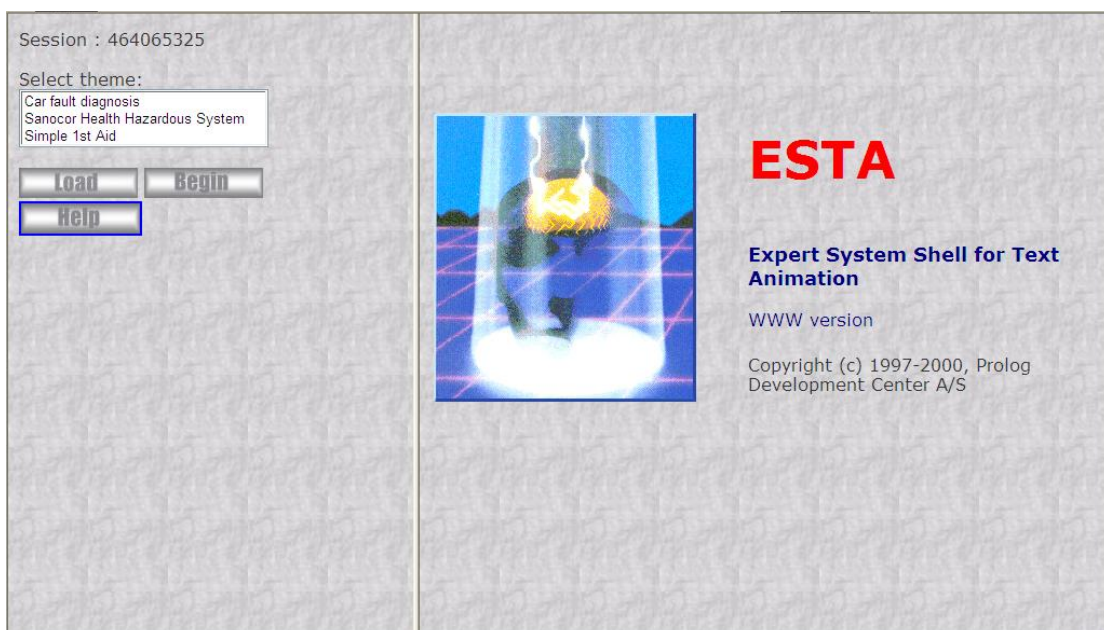 Session : 464065325
Select theme:
Car fault diagnosis
Sanocor Health Hazardous System
Simple 1st Aid
Load Begin
Help
ESTA
Expert System Shell for Text
Animation
WWW version
Copyright (c) 1997-2000, Prolog
Development Center A/S